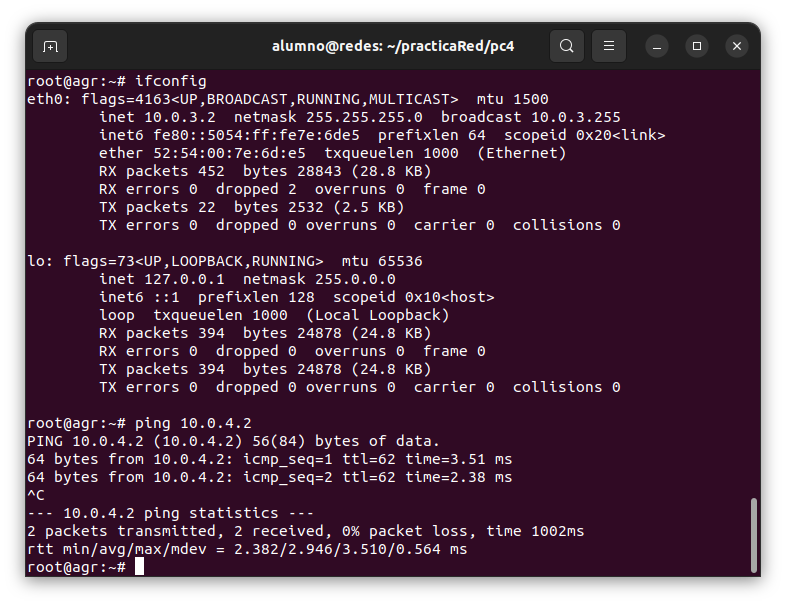 alumno@redes: ~/practicaRed/pc4
root@agr:~# ifconfig
eth0: flags=4163<UP,BROADCAST,RUNNING,MULTICAST>  mtu 1500
        inet 10.0.3.2  netmask 255.255.255.0  broadcast 10.0.3.255
        inet6 fe80::5054:ff:fe7e:6de5  prefixlen 64  scopeid 0x20<link>
        ether 52:54:00:7e:6d:e5  txqueuelen 1000  (Ethernet)
        RX packets 452  bytes 28843 (28.8 KB)
        RX errors 0  dropped 2  overruns 0  frame 0
        TX packets 22  bytes 2532 (2.5 KB)
        TX errors 0  dropped 0 overruns 0  carrier 0  collisions 0
lo: flags=73<UP,LOOPBACK,RUNNING>  mtu 65536
        inet 127.0.0.1  netmask 255.0.0.0
        inet6 ::1  prefixlen 128  scopeid 0x10<host>
        loop  txqueuelen 1000  (Local Loopback)
        RX packets 394  bytes 24878 (24.8 KB)
        RX errors 0  dropped 0  overruns 0  frame 0
        TX packets 394  bytes 24878 (24.8 KB)
        TX errors 0  dropped 0 overruns 0  carrier 0  collisions 0
root@agr:~# ping 10.0.4.2
PING 10.0.4.2 (10.0.4.2) 56(84) bytes of data.
64 bytes from 10.0.4.2: icmp_seq=1 ttl=62 time=3.51 ms
64 bytes from 10.0.4.2: icmp_seq=2 ttl=62 time=2.38 ms
^C
--- 10.0.4.2 ping statistics ---
2 packets transmitted, 2 received, 0% packet loss, time 1002ms
rtt min/avg/max/mdev = 2.382/2.946/3.510/0.564 ms
root@agr:~#